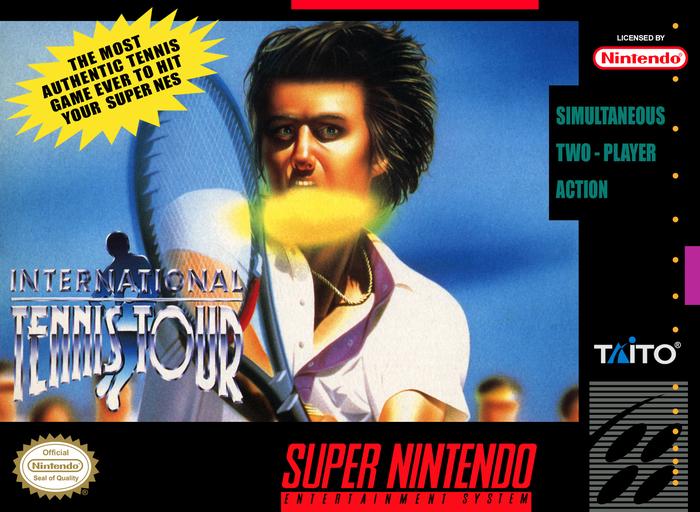 THE MOST
AUTHENTIC TENNIS
GAME EVER TO HIT
YOUR SUPER NES
LICENSED BY
Nintendo®
SIMULTANEOUS
TWO-PLAYER
ACTION
INTERNATIONAL
TENNIS TOUR
TAITO®
Official
Nintendo
Seal of Quality
®
SUPER NINTENDO
ENTERTAINMENT SYSTEM